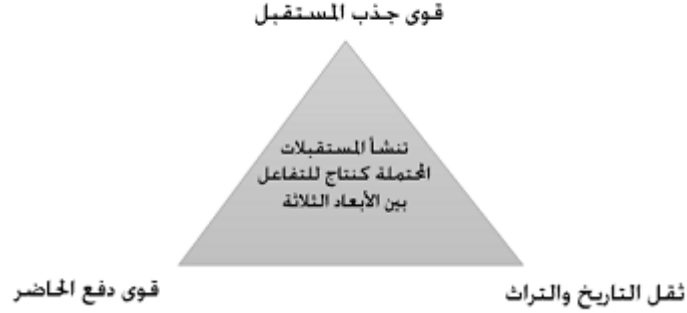 قوى جذب المستقبل
تنشأ المستقبلات
المحتملة كنتاج للتفاعل
بين الأبعاد الثلاثة
ثقل التاريخ والتراث
قوى دفع الحاضر